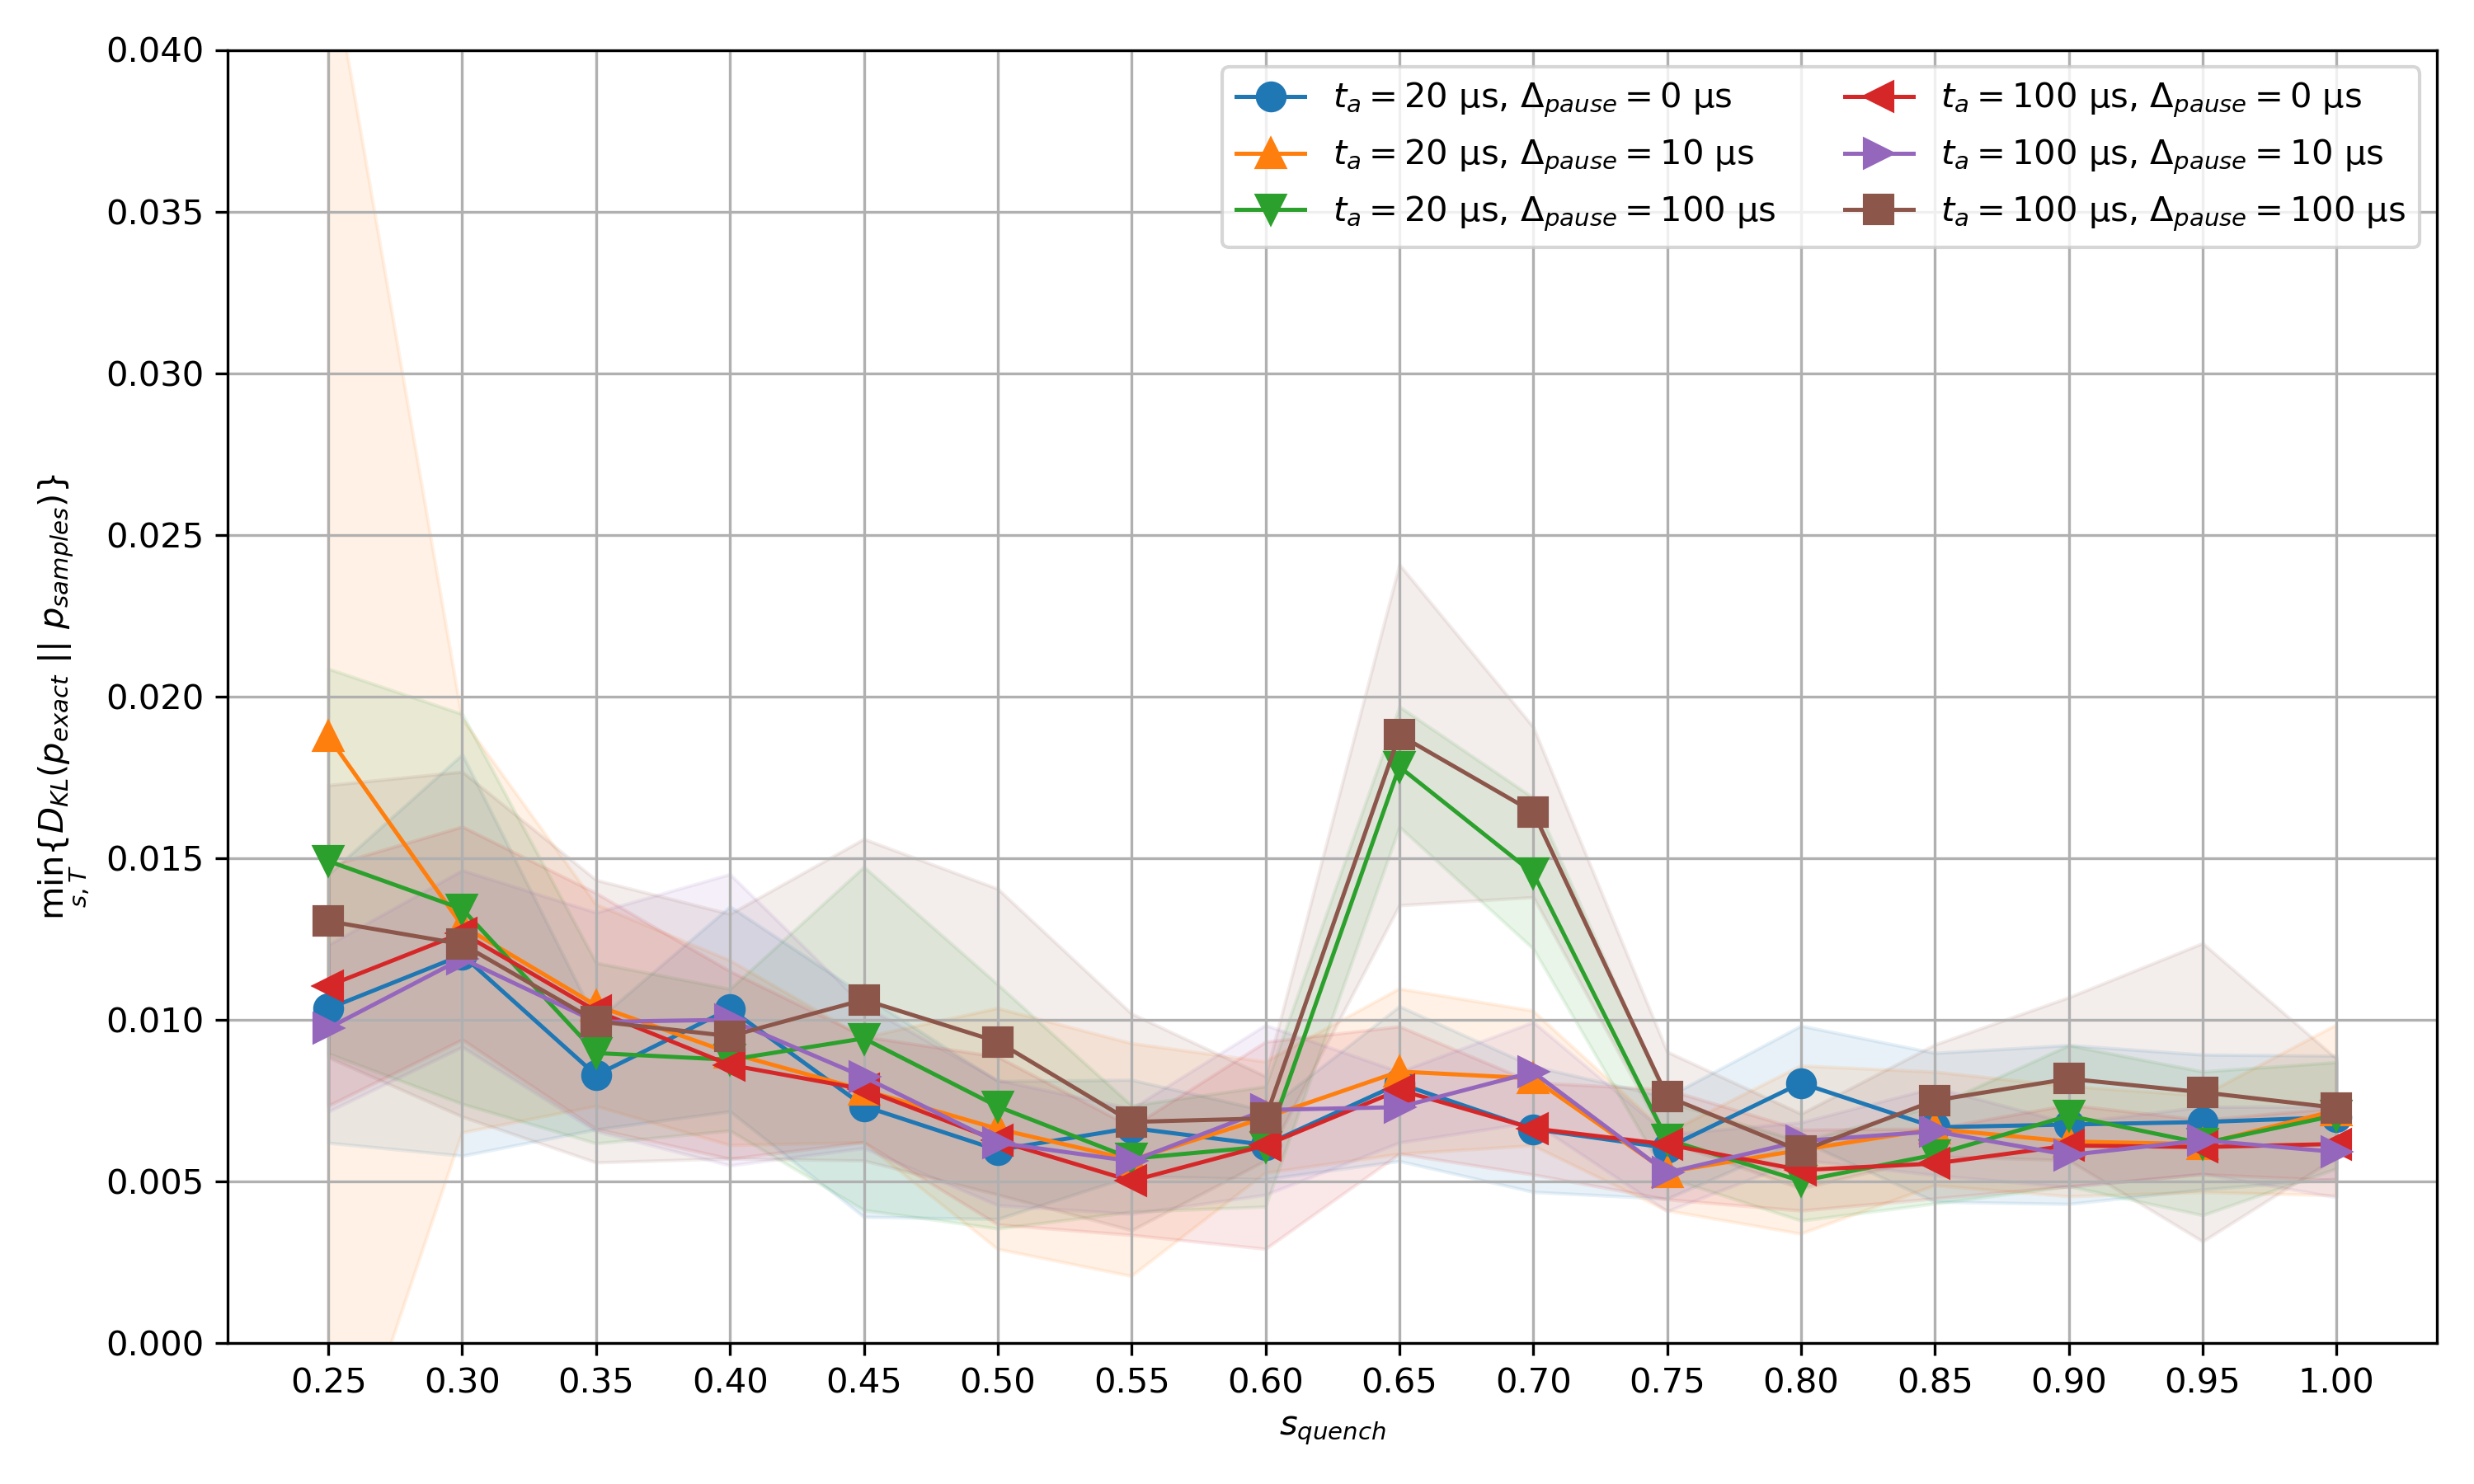 0.040
0.035
0.030
0.025
0.020
0.015
0.010
0.005
0.000
min{D_KL(p_exact || p_samples)}
s, T
t_a = 20 µs, Δ_pause = 0 µs
t_a = 20 µs, Δ_pause = 10 µs
t_a = 20 µs, Δ_pause = 100 µs
t_a = 100 µs, Δ_pause = 0 µs
t_a = 100 µs, Δ_pause = 10 µs
t_a = 100 µs, Δ_pause = 100 µs
0.25 0.30 0.35 0.40 0.45 0.50 0.55 0.60 0.65 0.70 0.75 0.80 0.85 0.90 0.95 1.00
s_quench